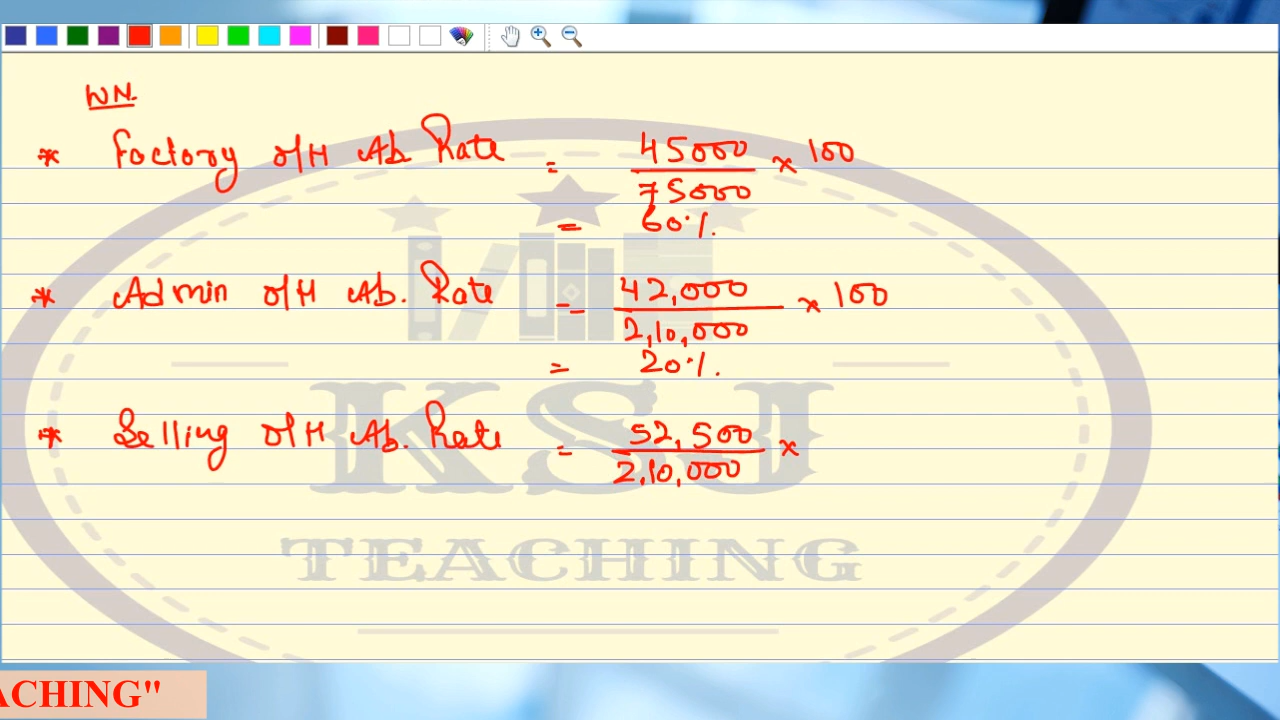 WN.
* Factory O/H Ab. Rate = 45000 / 75000 × 100
= 60%.
* Admin O/H Ab. Rate = 42,000 / 2,10,000 × 100
= 20%.
* Selling O/H Ab. Rate = 52,500 / 2,10,000 ×
KSJ
TEACHING
ACHING"